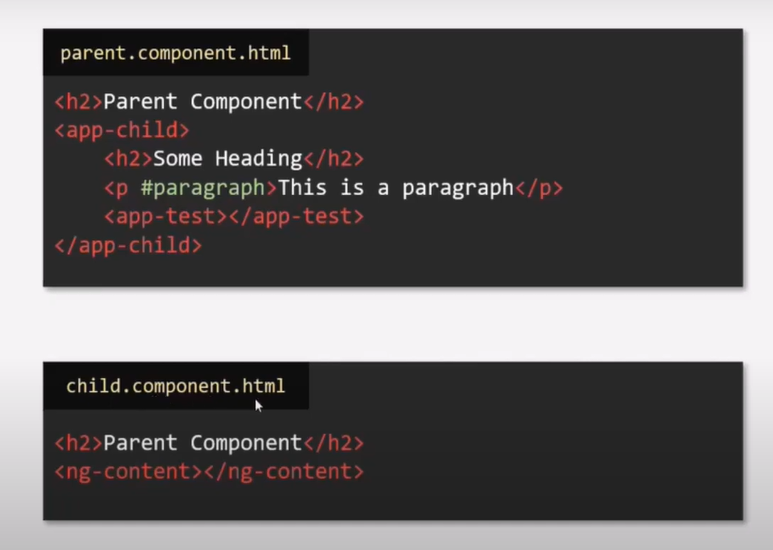 parent.component.html
<h2>Parent Component</h2>
<app-child>
<h2>Some Heading</h2>
<p #paragraph>This is a paragraph</p>
<app-test></app-test>
</app-child>
child.component.html
<h2>Parent Component</h2>
<ng-content></ng-content>